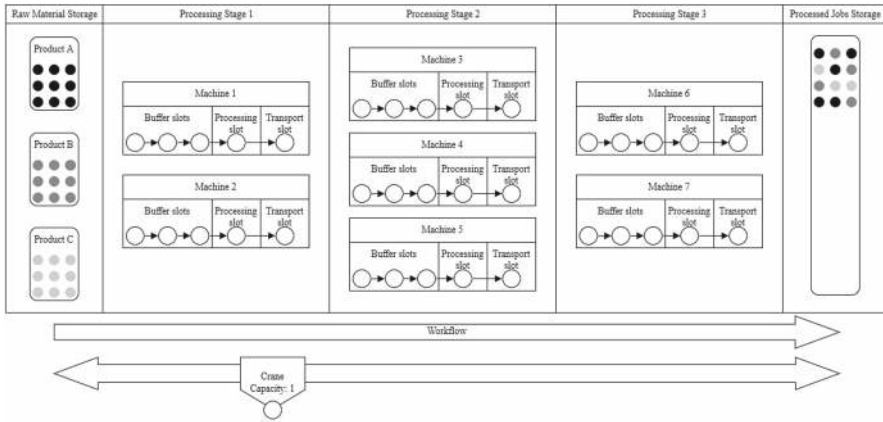 Raw Material Storage
Processing Stage 1
Processing Stage 2
Processing Stage 3
Processed Jobs Storage
Product A
Product B
Product C
Machine 1
Buffer slots
Processing
slot
Transport
slot
Machine 2
Buffer slots
Processing
slot
Transport
slot
Machine 3
Buffer slots
Processing
slot
Transport
slot
Machine 4
Buffer slots
Processing
slot
Transport
slot
Machine 5
Buffer slots
Processing
slot
Transport
slot
Machine 6
Buffer slots
Processing
slot
Transport
slot
Machine 7
Buffer slots
Processing
slot
Transport
slot
Workflow
Crane
Capacity: 1